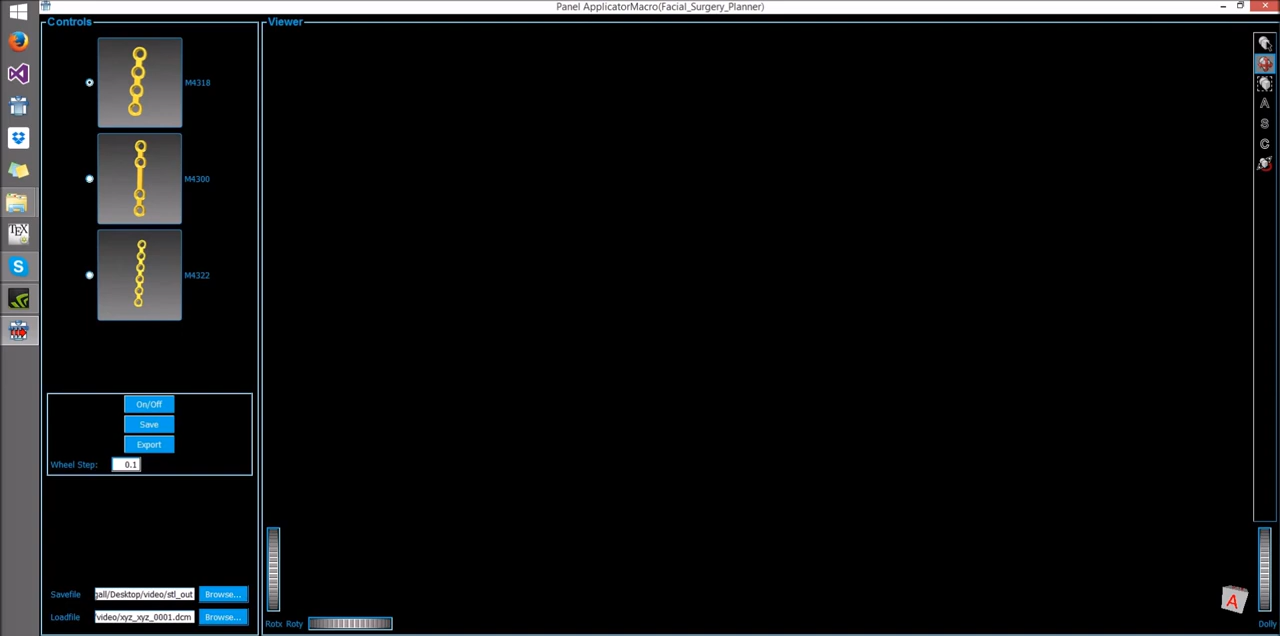 Panel ApplicatorMacro(Facial_Surgery_Planner)
Controls
Viewer
M4318
M4300
M4322
On/Off
Save
Export
Wheel Step: 0.1
Savefile gall/Desktop/video/stl_out Browse...
Loadfile /video/xyz_xyz_0001.dcm Browse...
Rotx Roty
Dolly
A
S
C
A
TEX
S